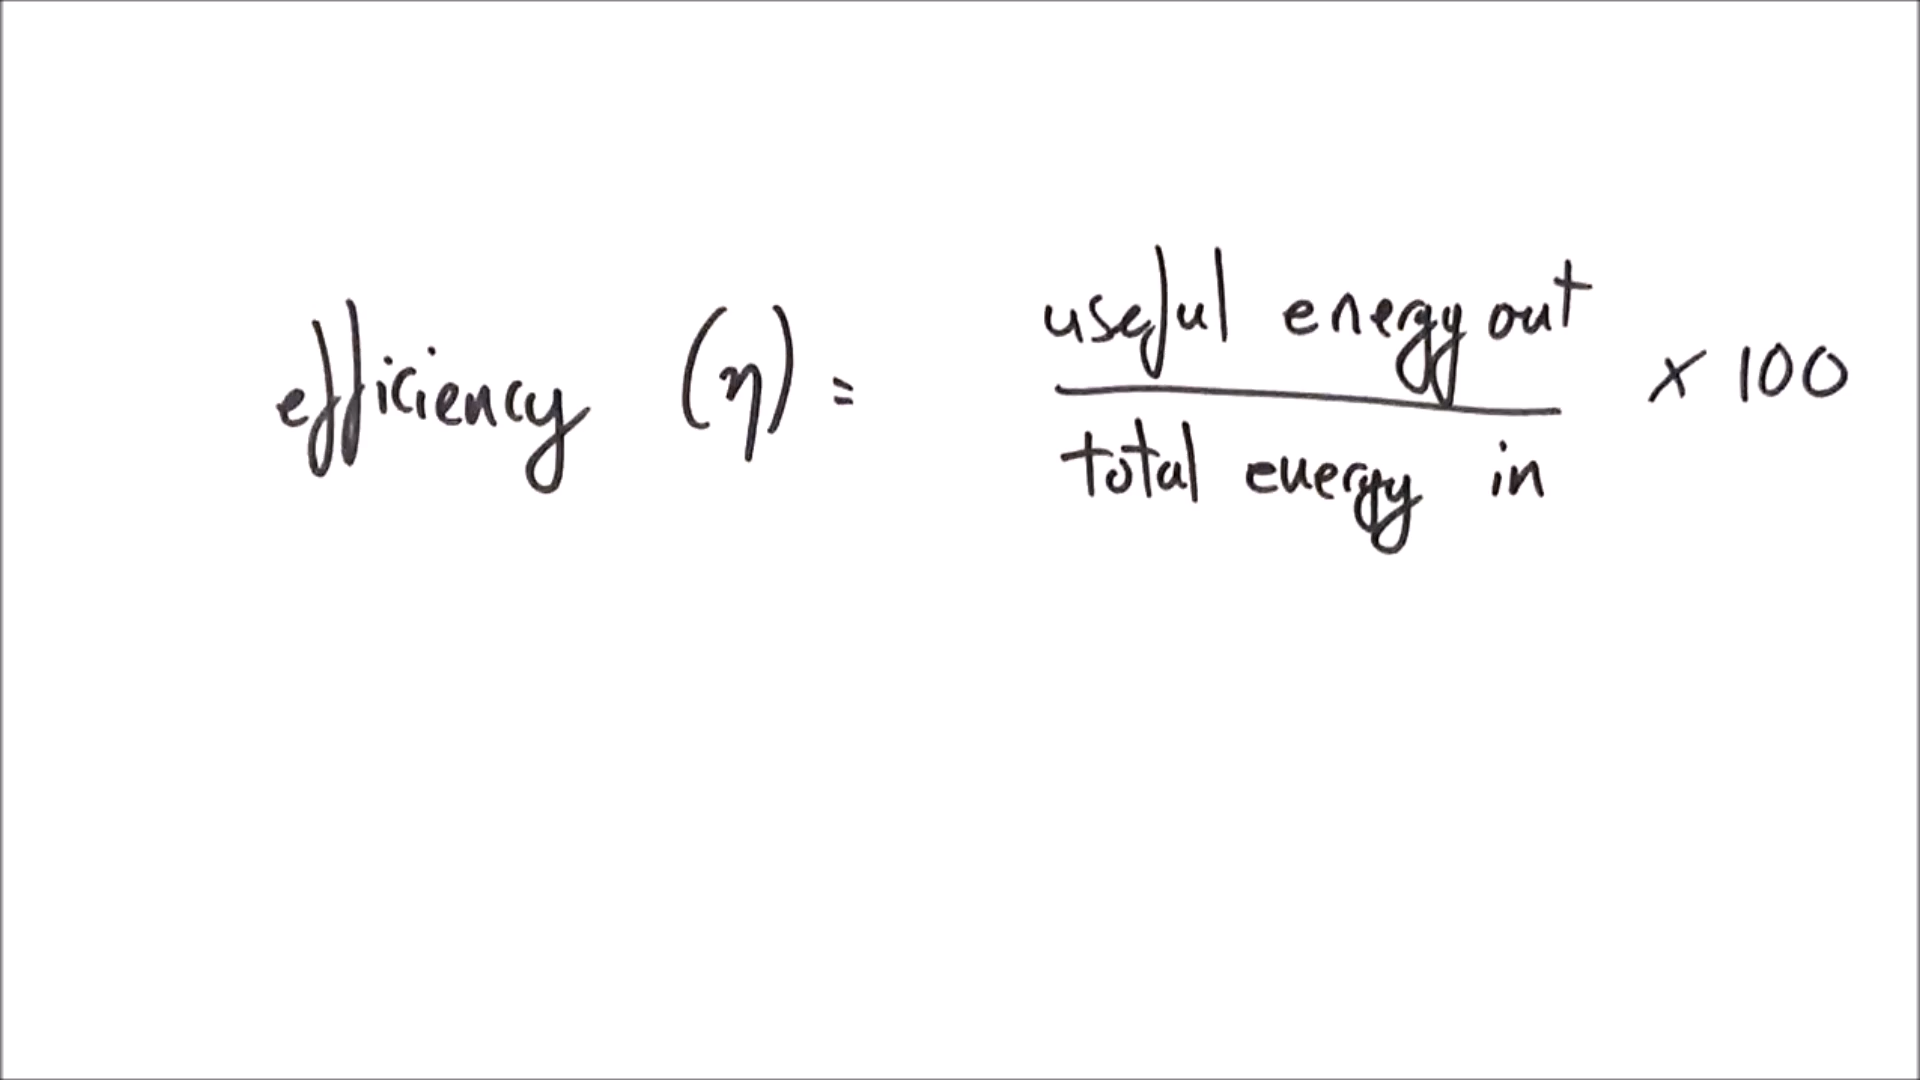 efficiency (η) = useful energy out × 100
total energy in